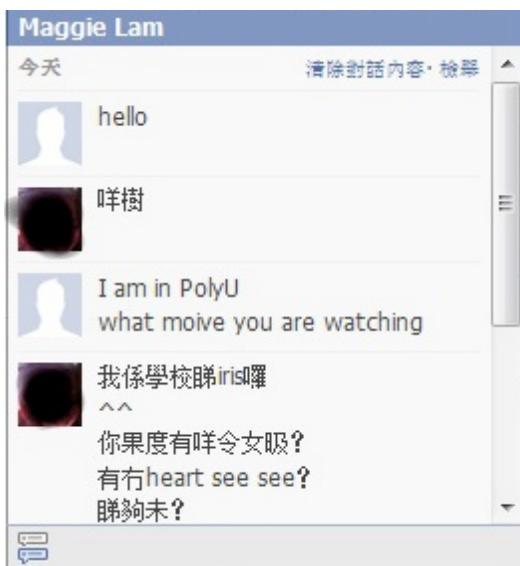 Maggie Lam
今天
清除對話內容· 檢舉
hello
咩樹
I am in PolyU
what moive you are watching
我係學校睇iris囉
^^
你果度有咩令女呀?
有冇heart see see?
睇夠未?